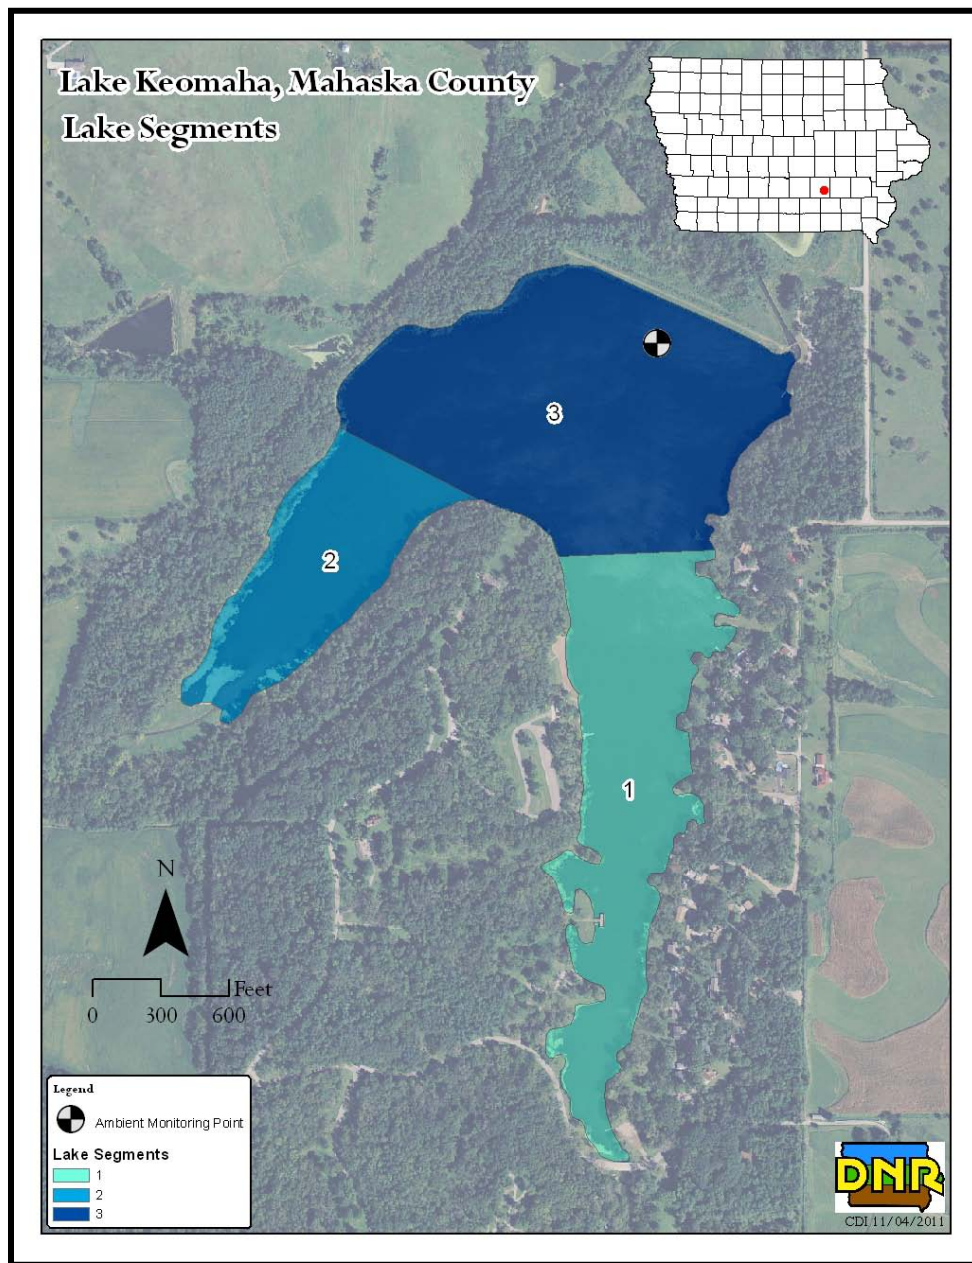 Lake Keomaha, Mahaska County
Lake Segments
3
2
1
N
Feet
0 300 600
Legend
Ambient Monitoring Point
Lake Segments
1
2
3
DNR
CDI 11/04/2011